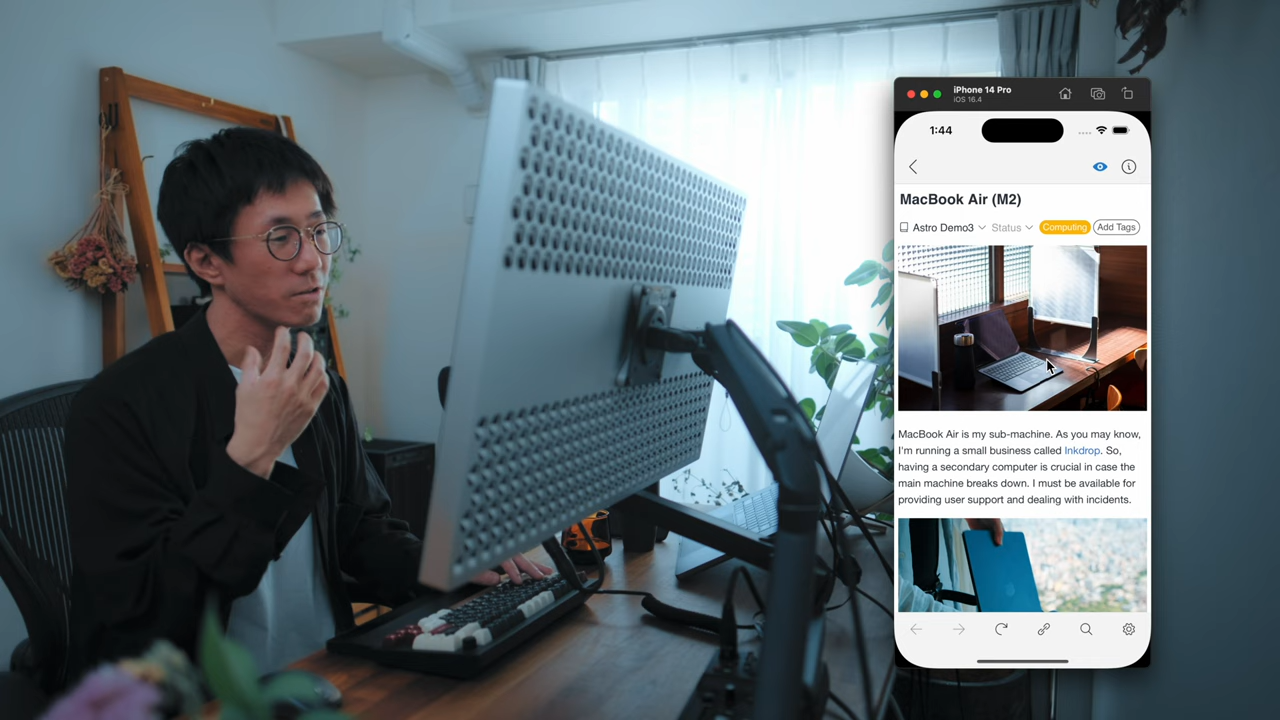 iPhone 14 Pro
iOS 16.4
1:44
MacBook Air (M2)
Astro Demo3 Status Computing Add Tags
MacBook Air is my sub-machine. As you may know,
I'm running a small business called Inkdrop. So,
having a secondary computer is crucial in case the
main machine breaks down. I must be available for
providing user support and dealing with incidents.